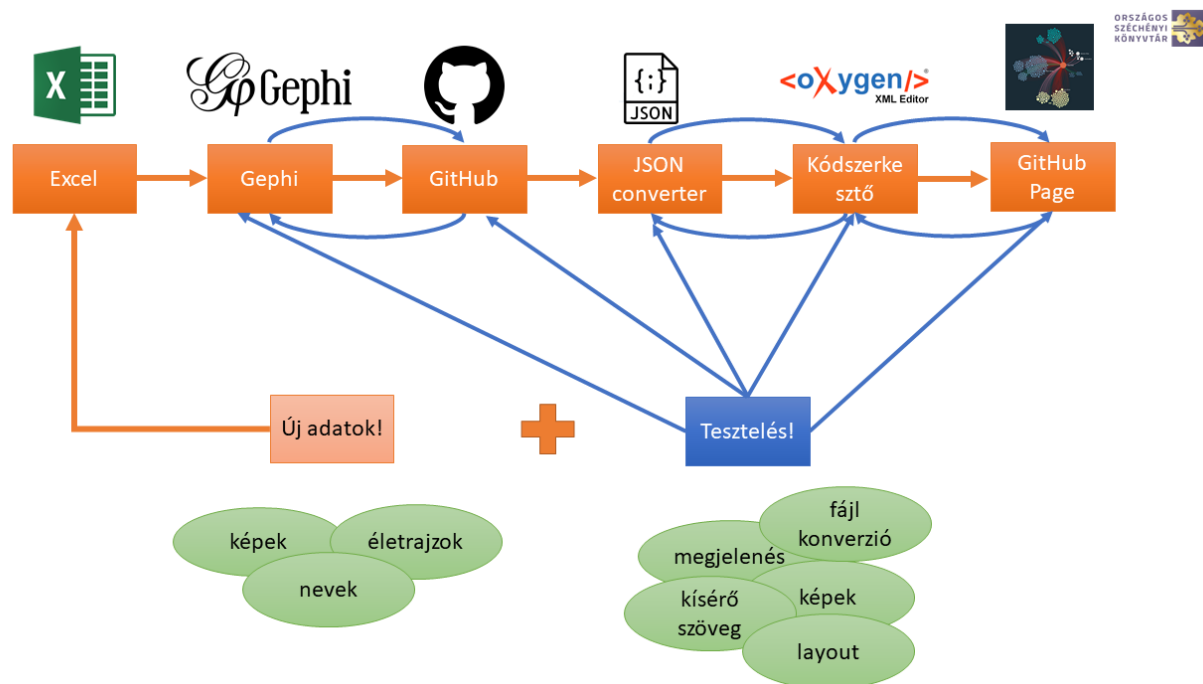 ORSZÁGOS
SZÉCHÉNYI
KÖNYVTÁR
X
Gephi
{;}
JSON
<oXygen/>®
XML Editor
Excel
Gephi
GitHub
JSON
converter
Kódszerke
sztő
GitHub
Page
Új adatok!
Tesztelés!
képek
életrajzok
nevek
fájl
konverzió
megjelenés
kísérő
szöveg
képek
layout